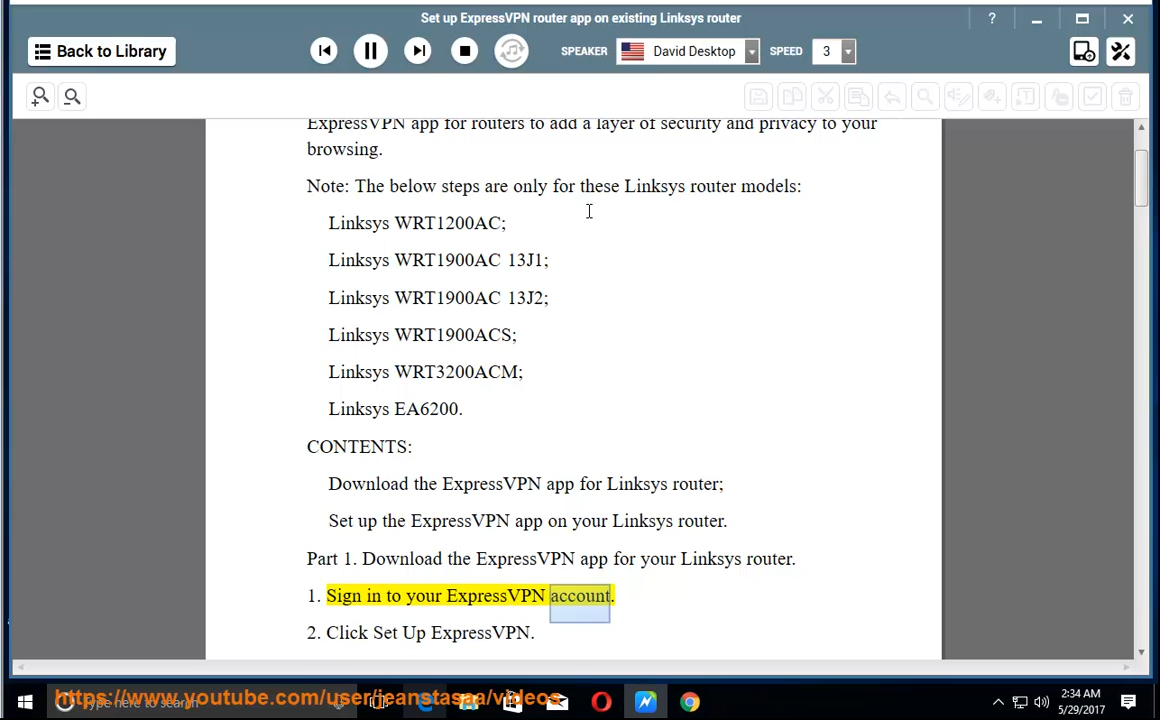 Set up ExpressVPN router app on existing Linksys router
Back to Library
SPEAKER
David Desktop
SPEED
3
ExpressVPN app for routers to add a layer of security and privacy to your
browsing.
Note: The below steps are only for these Linksys router models:
Linksys WRT1200AC;
Linksys WRT1900AC 13J1;
Linksys WRT1900AC 13J2;
Linksys WRT1900ACS;
Linksys WRT3200ACM;
Linksys EA6200.
CONTENTS:
Download the ExpressVPN app for Linksys router;
Set up the ExpressVPN app on your Linksys router.
Part 1. Download the ExpressVPN app for your Linksys router.
1. Sign in to your ExpressVPN account.
2. Click Set Up ExpressVPN.
https://www.youtube.com/user/jeanstasaa/videos
Type here to search
2:34 AM
5/29/2017